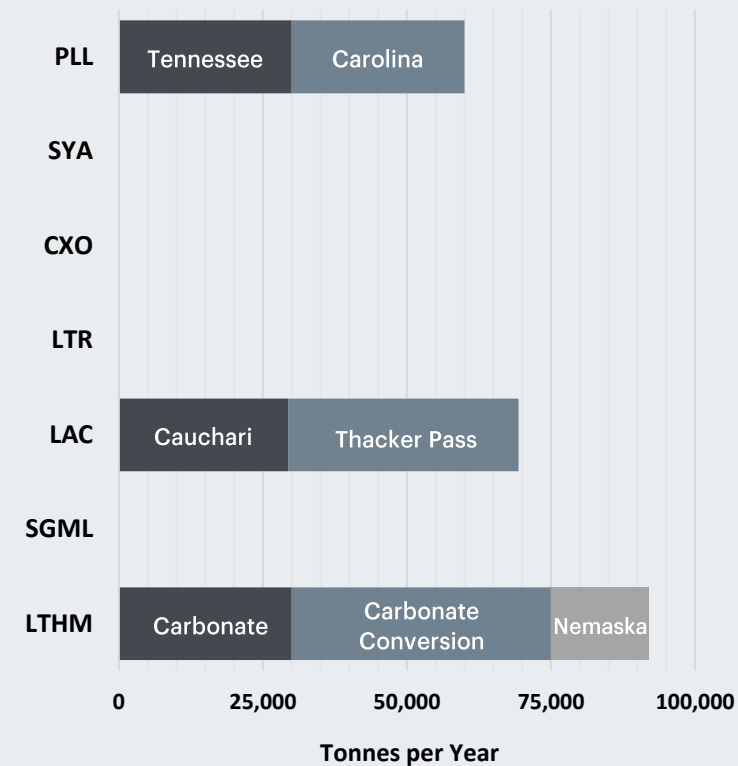 PLL
Tennessee
Carolina
SYA
CXO
LTR
LAC
Cauchari
Thacker Pass
SGML
LTHM
Carbonate
Carbonate
Conversion
Nemaska
0
25,000
50,000
75,000
100,000
Tonnes per Year